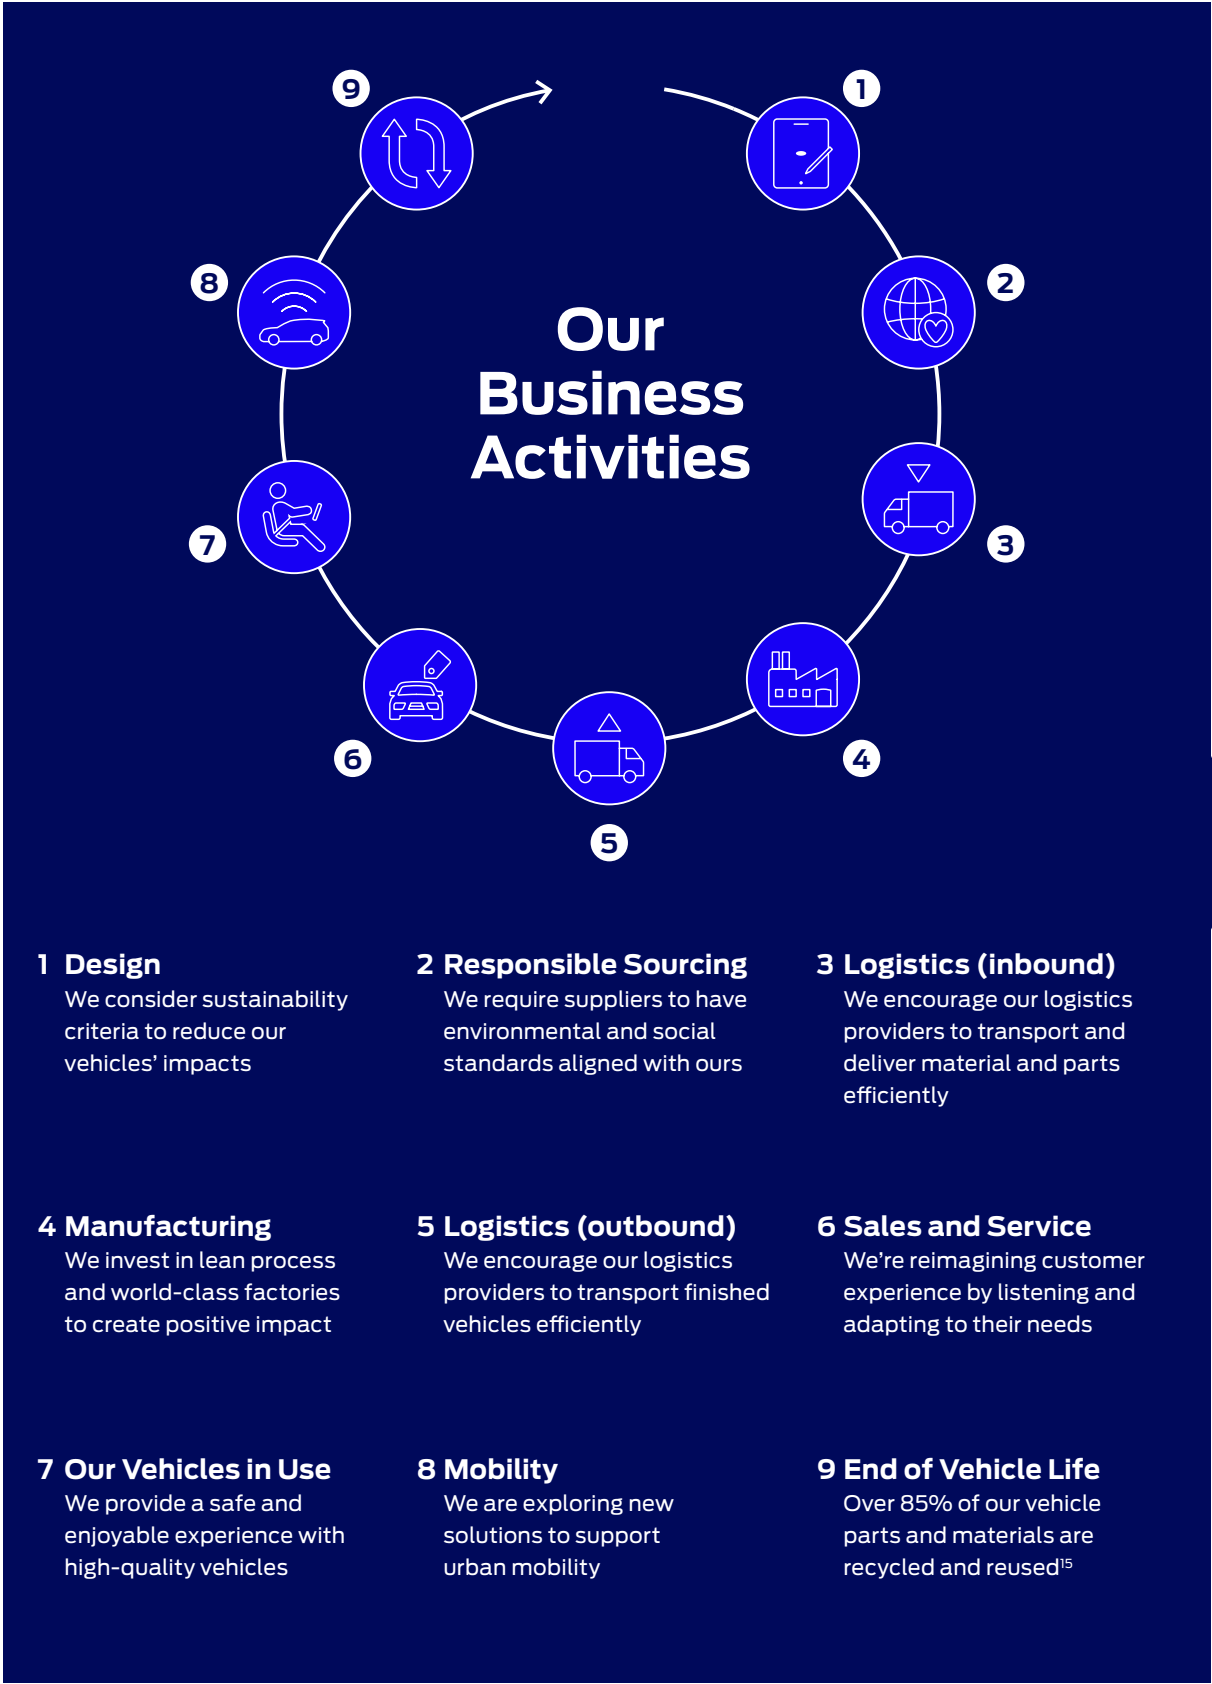 9
1
8
2
Our
Business
Activities
7
3
6
4
5
1 Design
We consider sustainability
criteria to reduce our
vehicles’ impacts
2 Responsible Sourcing
We require suppliers to have
environmental and social
standards aligned with ours
3 Logistics (inbound)
We encourage our logistics
providers to transport and
deliver material and parts
efficiently
4 Manufacturing
We invest in lean process
and world-class factories
to create positive impact
5 Logistics (outbound)
We encourage our logistics
providers to transport finished
vehicles efficiently
6 Sales and Service
We’re reimagining customer
experience by listening and
adapting to their needs
7 Our Vehicles in Use
We provide a safe and
enjoyable experience with
high-quality vehicles
8 Mobility
We are exploring new
solutions to support
urban mobility
9 End of Vehicle Life
Over 85% of our vehicle
parts and materials are
recycled and reused¹⁵